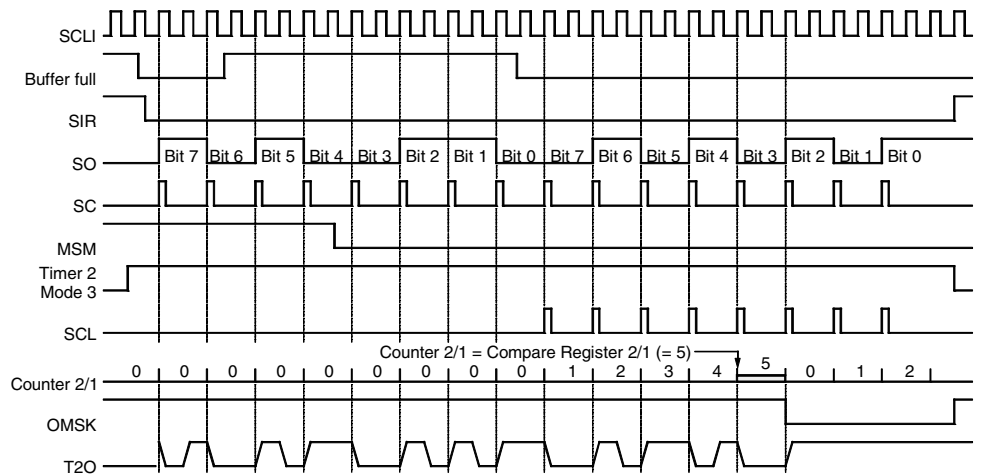 SCLI
Buffer full
SIR
SO
Bit 7 Bit 6 Bit 5 Bit 4 Bit 3 Bit 2 Bit 1 Bit 0 Bit 7 Bit 6 Bit 5 Bit 4 Bit 3 Bit 2 Bit 1 Bit 0
SC
MSM
Timer 2
Mode 3
SCL
Counter 2/1 = Compare Register 2/1 (= 5)
Counter 2/1
0 0 0 0 0 0 0 0 0 1 2 3 4 5 0 1 2
OMSK
T2O